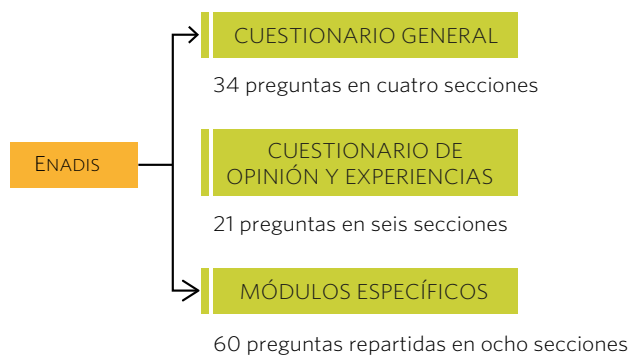 CUESTIONARIO GENERAL
34 preguntas en cuatro secciones
ENADIS
CUESTIONARIO DE
OPINIÓN Y EXPERIENCIAS
21 preguntas en seis secciones
MÓDULOS ESPECÍFICOS
60 preguntas repartidas en ocho secciones